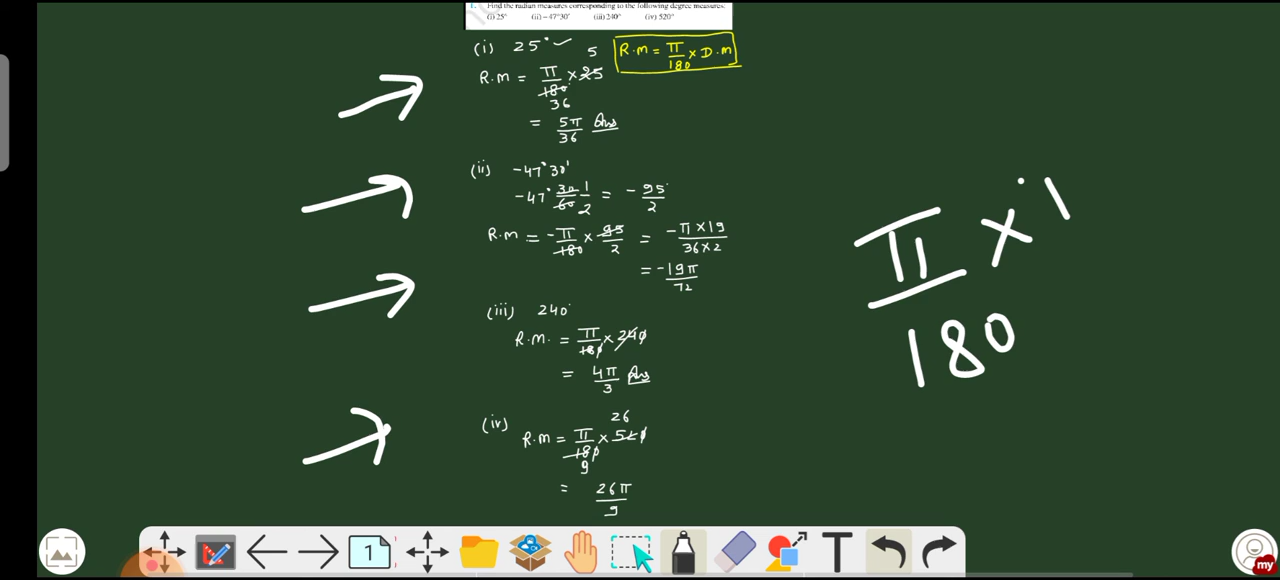 1. Find the radian measures corresponding to the following degree measures:
(i) 25° (ii) – 47°30' (iii) 240° (iv) 520°
(i) 25° 5
R.m = π/180 × D.m
R.m = π/180 × 25
36
= 5π/36 Ans
(ii) -47°30'
-47° 30/60 1/2 = - 95°/2
R.m = -π/180 × 95/2 = -π×19/36×2
= -19π/72
(iii) 240°
R.M. = π/180 × 240
= 4π/3 Ans
(iv) 26
R.m = π/180 × 520
9
= 26π/9
π/180 ×
1
T
my